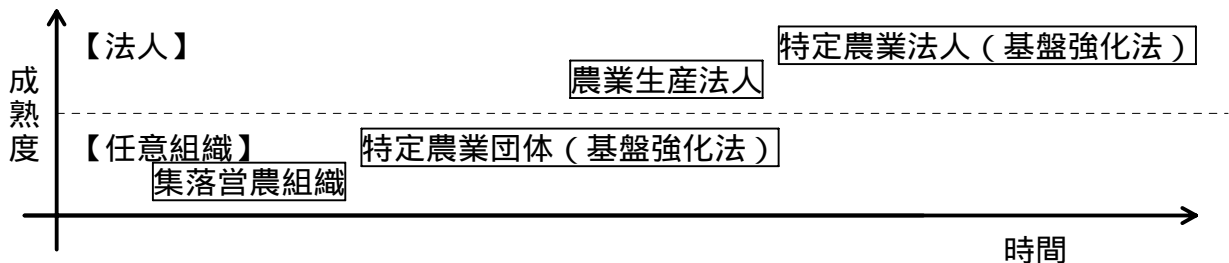 【法人】
特定農業法人（基盤強化法）
農業生産法人
成熟度
【任意組織】
特定農業団体（基盤強化法）
集落営農組織
時間